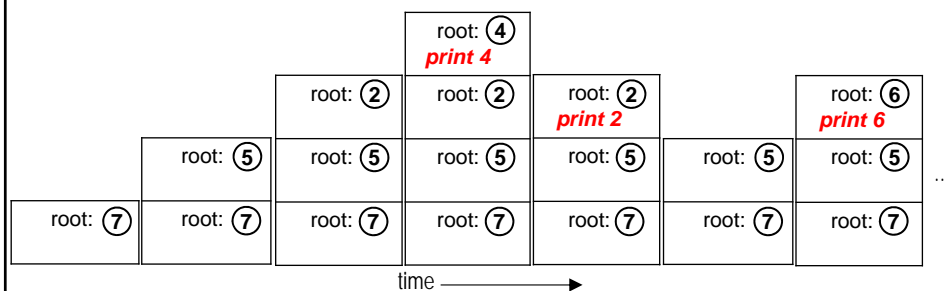 root: 4
print 4
root: 2 root: 2 root: 2 root: 6
print 2 print 6
root: 5 root: 5 root: 5 root: 5 root: 5 root: 5
root: 7 root: 7 root: 7 root: 7 root: 7 root: 7 root: 7
..
time